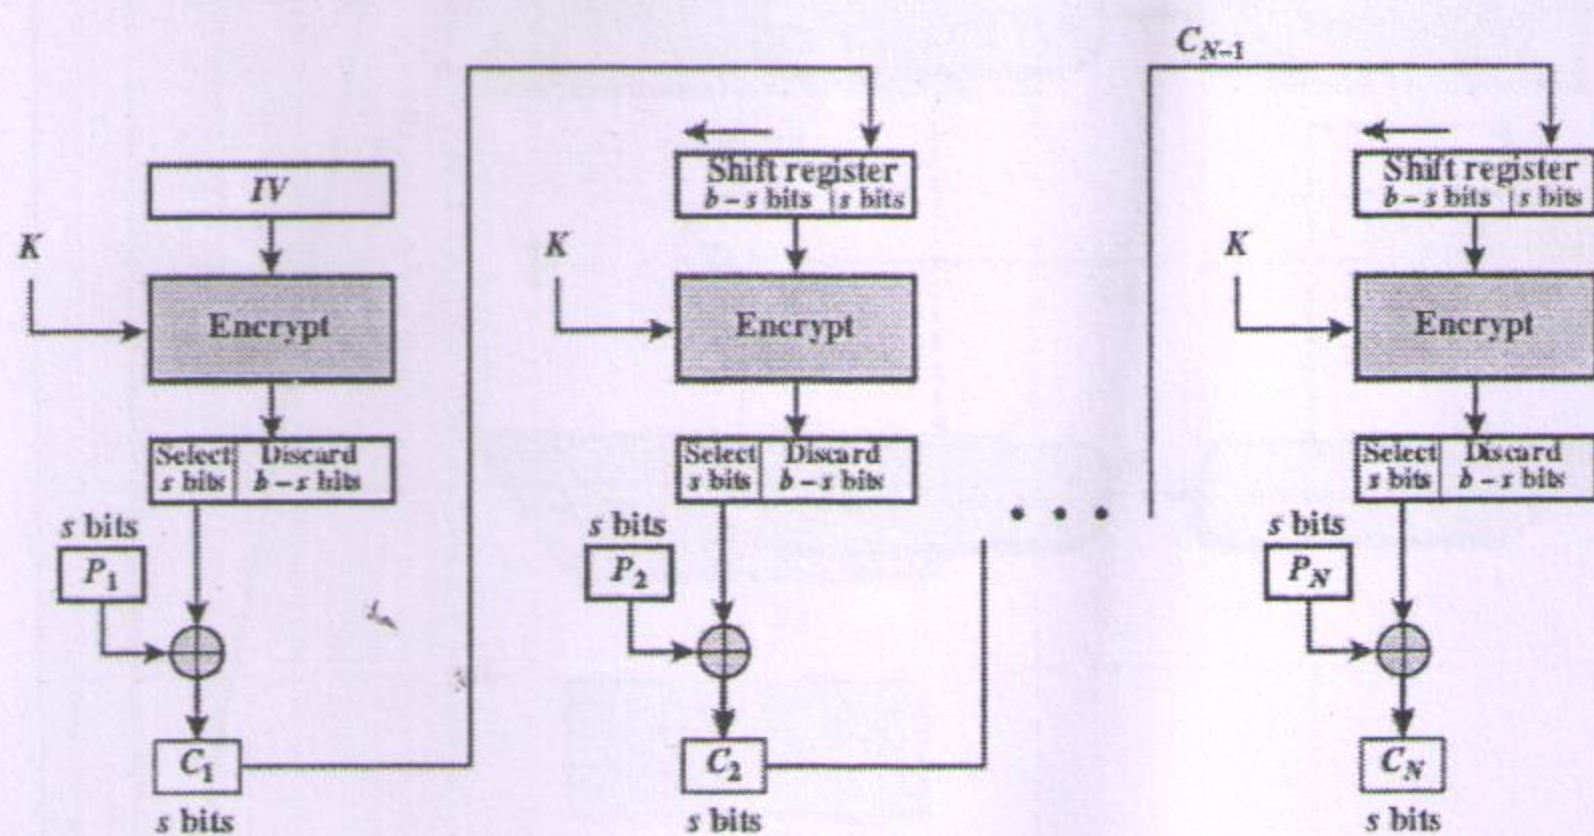 C_{N-1}
IV
Shift register
b – s bits | s bits
Shift register
b – s bits | s bits
K
K
K
Encrypt
Encrypt
Encrypt
Select
s bits
Discard
b – s bits
Select
s bits
Discard
b – s bits
Select
s bits
Discard
b – s bits
s bits
P_1
s bits
P_2
s bits
P_N
C_1
s bits
C_2
s bits
C_N
s bits